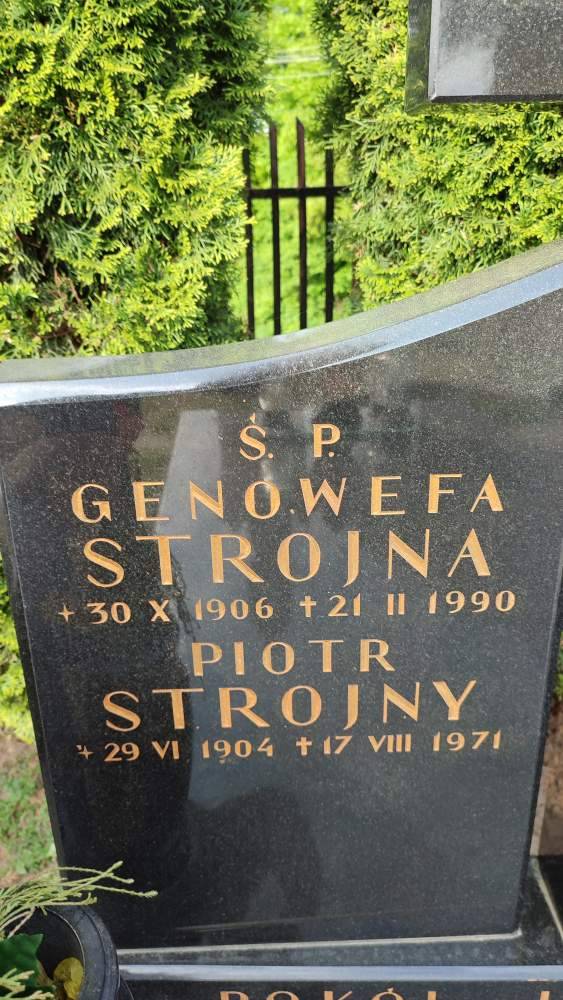 Ś. P.
GENOWEFA
STROJNA
+ 30 X 1906 † 21 II 1990
PIOTR
STROJNY
+ 29 VI 1904 † 17 VIII 1971